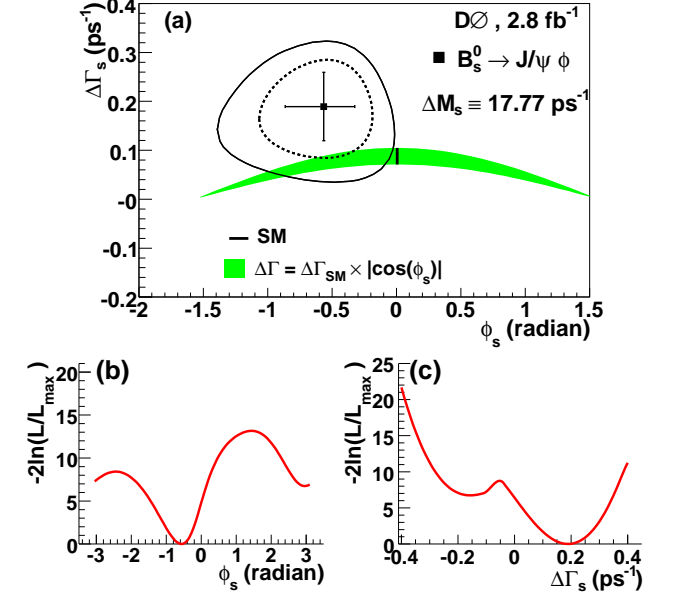 0.4
(a)
DØ , 2.8 fb⁻¹
ΔΓₛ (ps⁻¹)
0.3
B⁰ₛ → J/ψ φ
0.2
ΔMₛ ≡ 17.77 ps⁻¹
0.1
-0
-0.1
SM
ΔΓ = ΔΓ_SM × |cos(φₛ)|
-0.2
-2 -1.5 -1 -0.5 0 0.5 1 1.5
φₛ (radian)
(b)
-2ln(L/L_max )
20
15
10
5
0
-3 -2 -1 0 1 2 3
φₛ (radian)
(c)
-2ln(L/L_max )
25
20
15
10
5
0
-0.4 -0.2 0 0.2 0.4
ΔΓₛ (ps⁻¹)